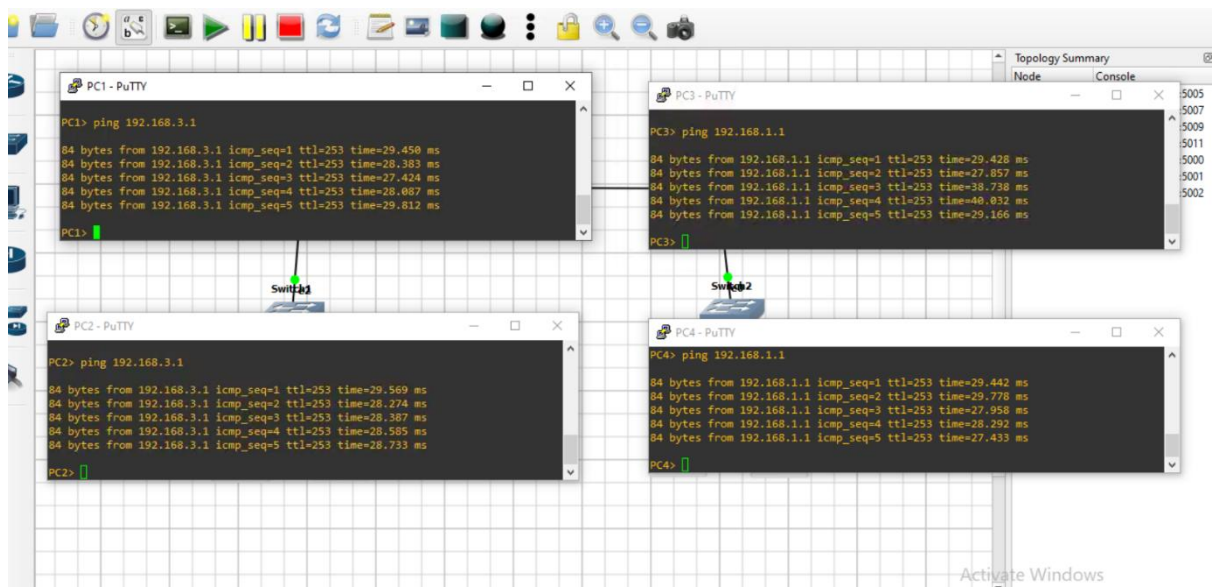 Topology Summary
Node Console
:5005
:5007
:5009
:5011
:5000
:5001
:5002
PC1 - PuTTY
PC1> ping 192.168.3.1
84 bytes from 192.168.3.1 icmp_seq=1 ttl=253 time=29.450 ms
84 bytes from 192.168.3.1 icmp_seq=2 ttl=253 time=28.383 ms
84 bytes from 192.168.3.1 icmp_seq=3 ttl=253 time=27.424 ms
84 bytes from 192.168.3.1 icmp_seq=4 ttl=253 time=28.087 ms
84 bytes from 192.168.3.1 icmp_seq=5 ttl=253 time=29.812 ms
PC1>
PC3 - PuTTY
PC3> ping 192.168.1.1
84 bytes from 192.168.1.1 icmp_seq=1 ttl=253 time=29.428 ms
84 bytes from 192.168.1.1 icmp_seq=2 ttl=253 time=27.857 ms
84 bytes from 192.168.1.1 icmp_seq=3 ttl=253 time=38.738 ms
84 bytes from 192.168.1.1 icmp_seq=4 ttl=253 time=40.032 ms
84 bytes from 192.168.1.1 icmp_seq=5 ttl=253 time=29.166 ms
PC3>
PC2 - PuTTY
PC2> ping 192.168.3.1
84 bytes from 192.168.3.1 icmp_seq=1 ttl=253 time=29.569 ms
84 bytes from 192.168.3.1 icmp_seq=2 ttl=253 time=28.274 ms
84 bytes from 192.168.3.1 icmp_seq=3 ttl=253 time=28.387 ms
84 bytes from 192.168.3.1 icmp_seq=4 ttl=253 time=28.585 ms
84 bytes from 192.168.3.1 icmp_seq=5 ttl=253 time=28.733 ms
PC2>
PC4 - PuTTY
PC4> ping 192.168.1.1
84 bytes from 192.168.1.1 icmp_seq=1 ttl=253 time=29.442 ms
84 bytes from 192.168.1.1 icmp_seq=2 ttl=253 time=29.778 ms
84 bytes from 192.168.1.1 icmp_seq=3 ttl=253 time=27.958 ms
84 bytes from 192.168.1.1 icmp_seq=4 ttl=253 time=28.292 ms
84 bytes from 192.168.1.1 icmp_seq=5 ttl=253 time=27.433 ms
PC4>
Activate Windows